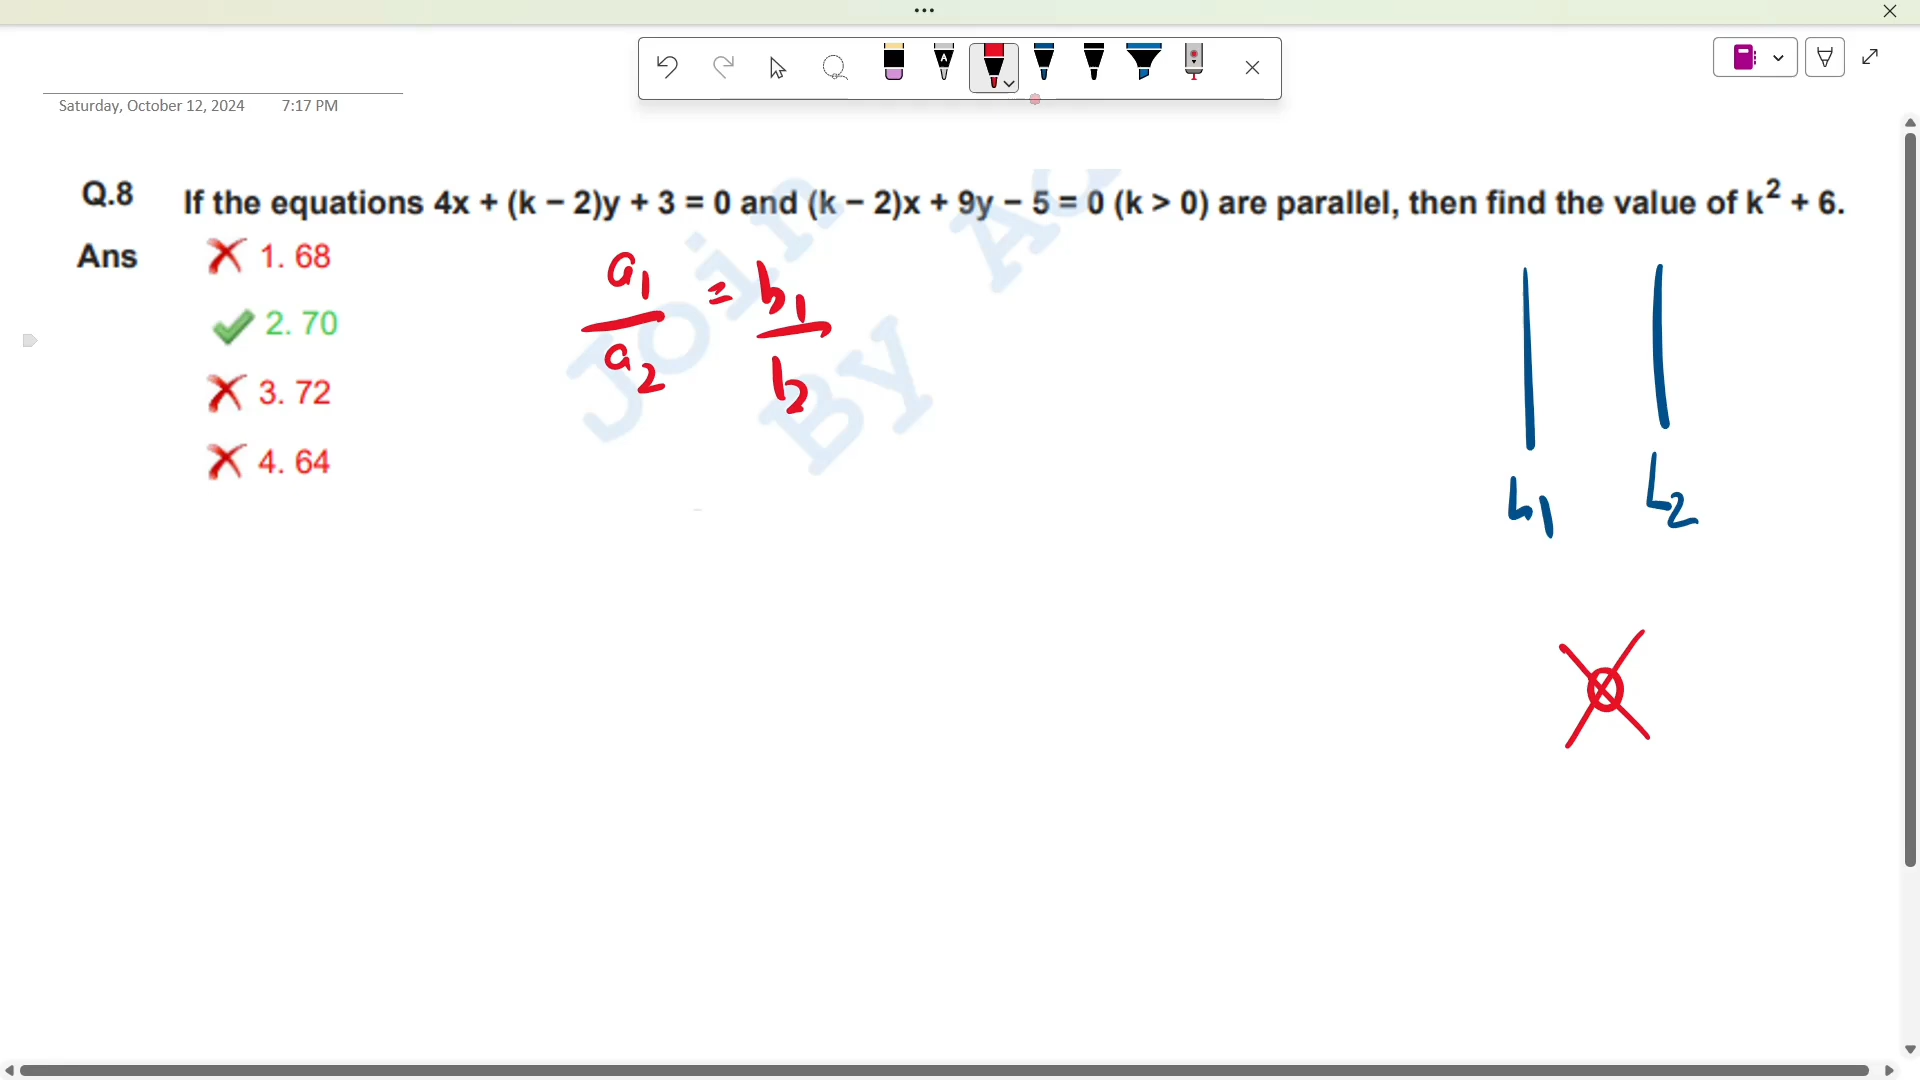 Saturday, October 12, 2024 7:17 PM
Q.8 If the equations 4x + (k − 2)y + 3 = 0 and (k − 2)x + 9y − 5 = 0 (k > 0) are parallel, then find the value of k² + 6.
Ans 1. 68
2. 70
3. 72
4. 64
a₁/a₂ = b₁/b₂
L₁ L₂
Join
By